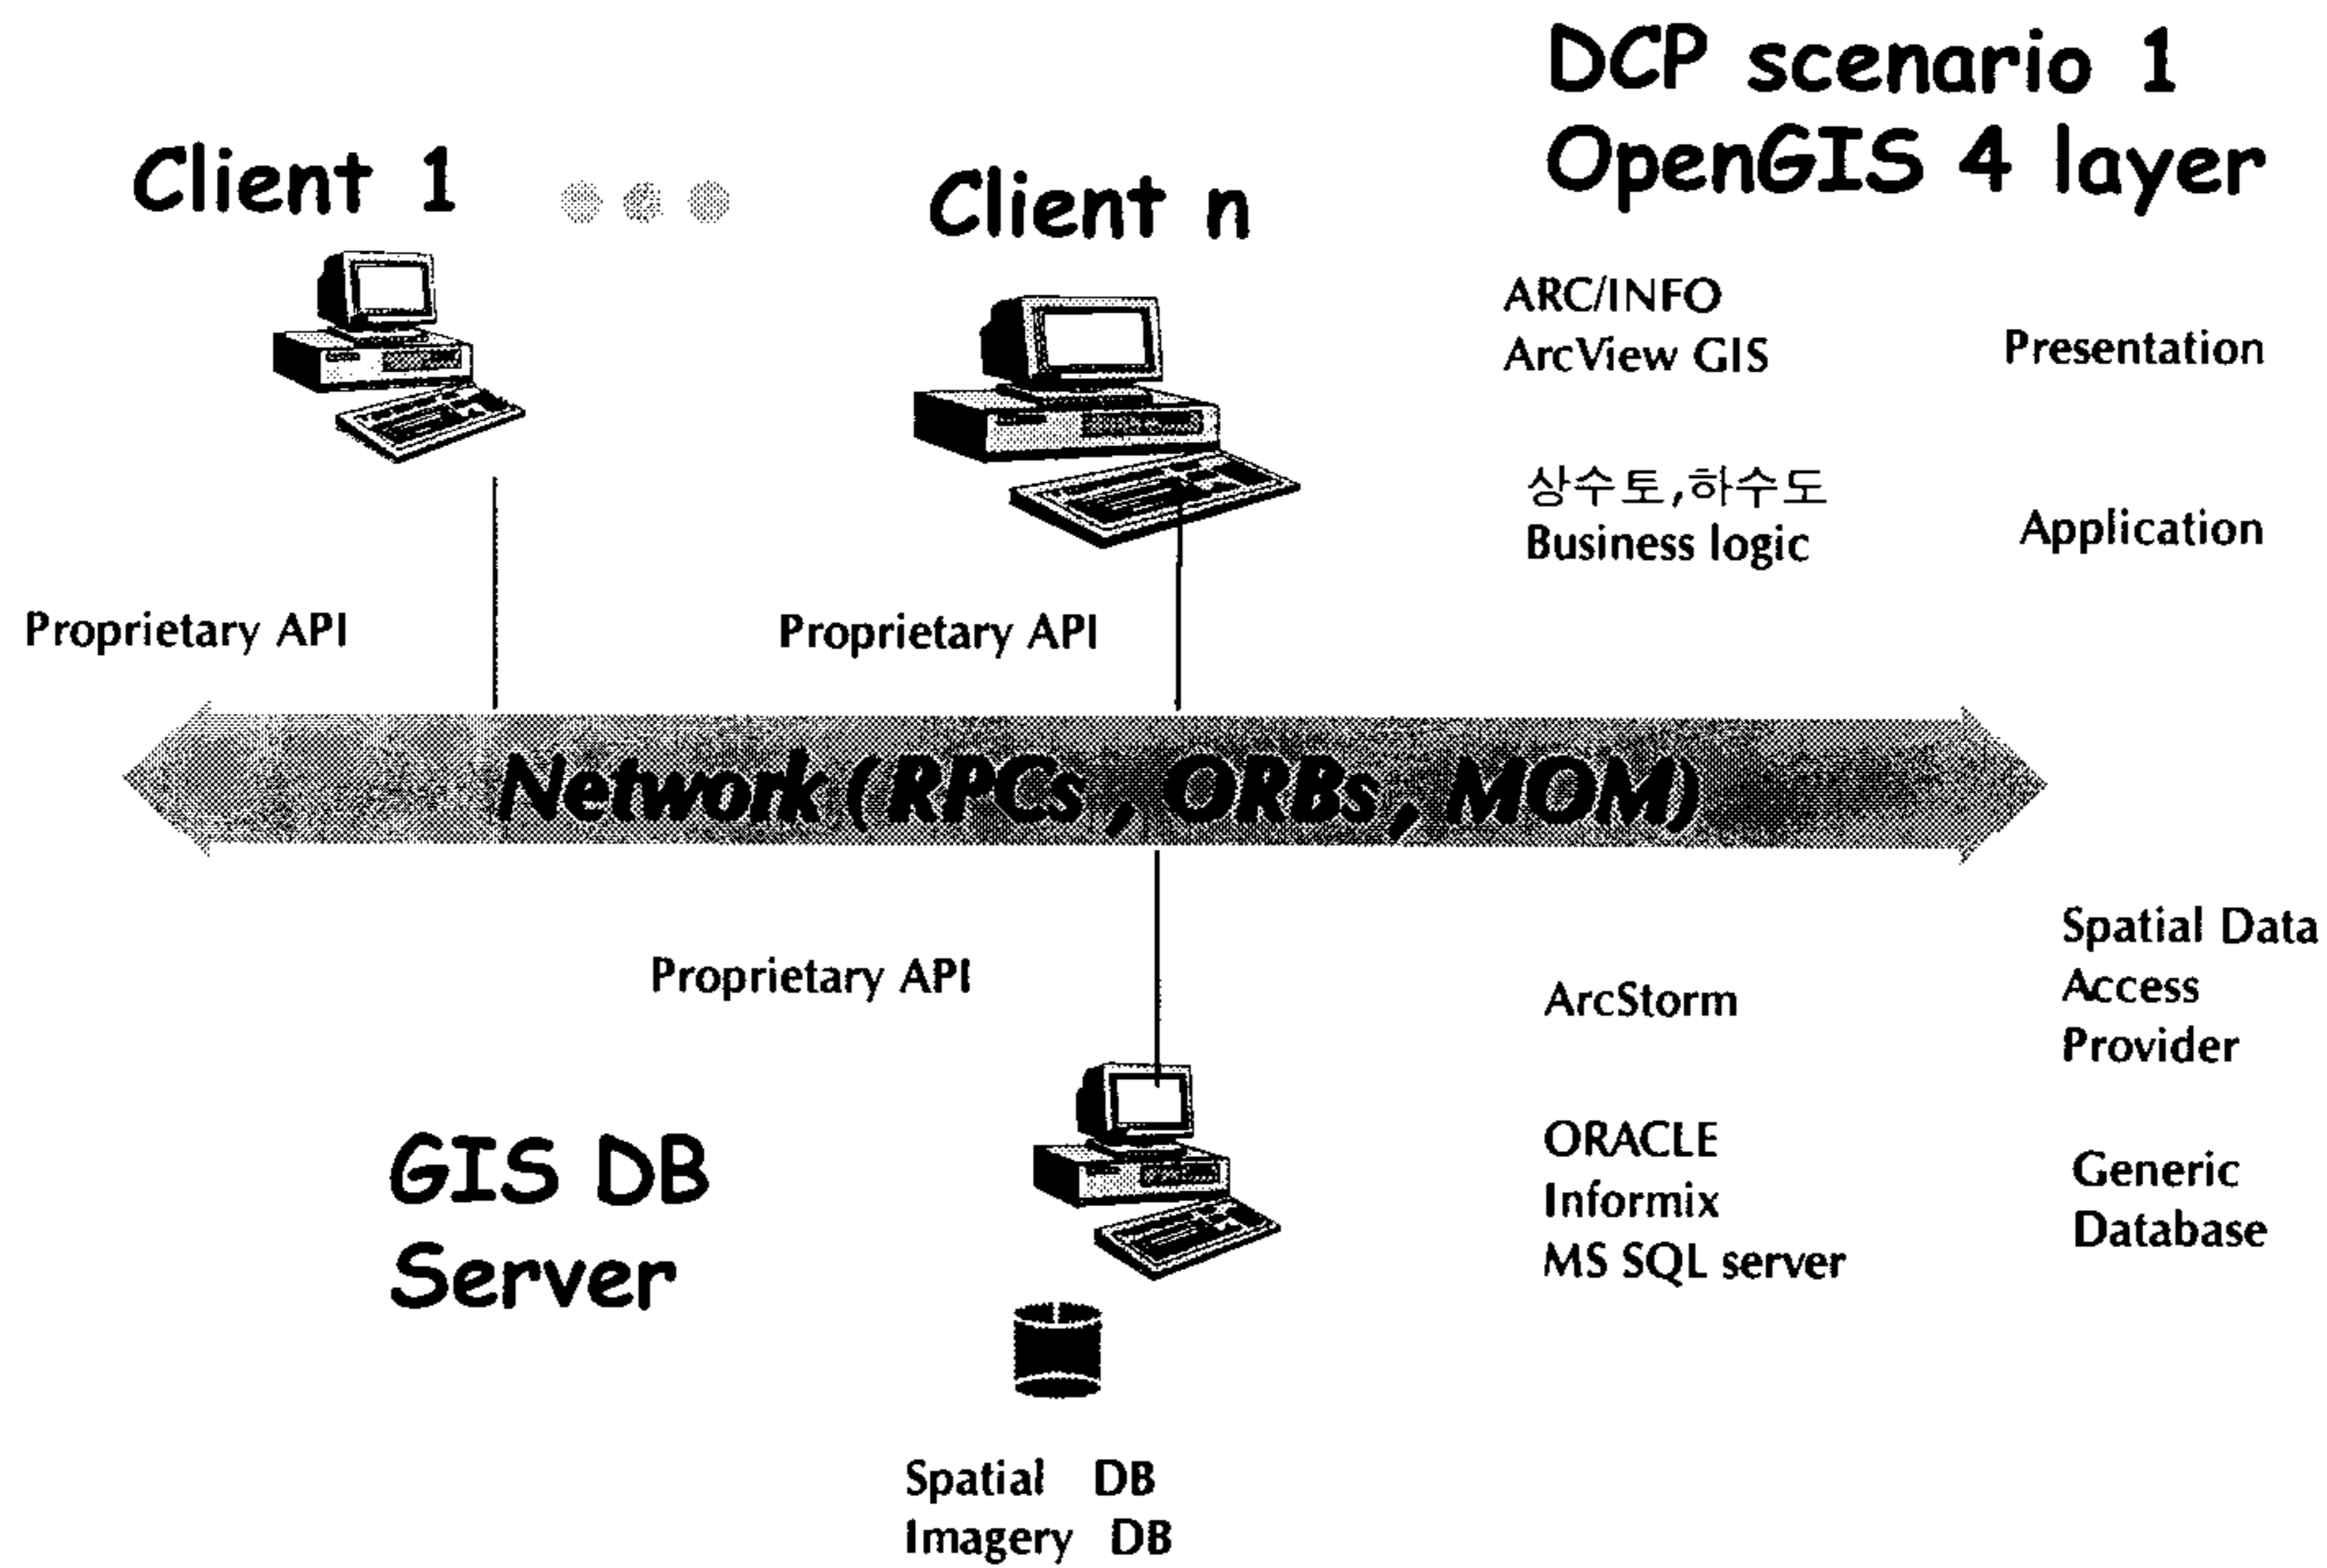 DCP scenario 1
OpenGIS 4 layer
Client 1
Client n
ARC/INFO
ArcView GIS
Presentation
상수토,하수도
Business logic
Application
Proprietary API
Proprietary API
Network (RPCs , ORBs, MOM)
Proprietary API
ArcStorm
Spatial Data
Access
Provider
GIS DB
Server
ORACLE
Informix
MS SQL server
Generic
Database
Spatial DB
Imagery DB